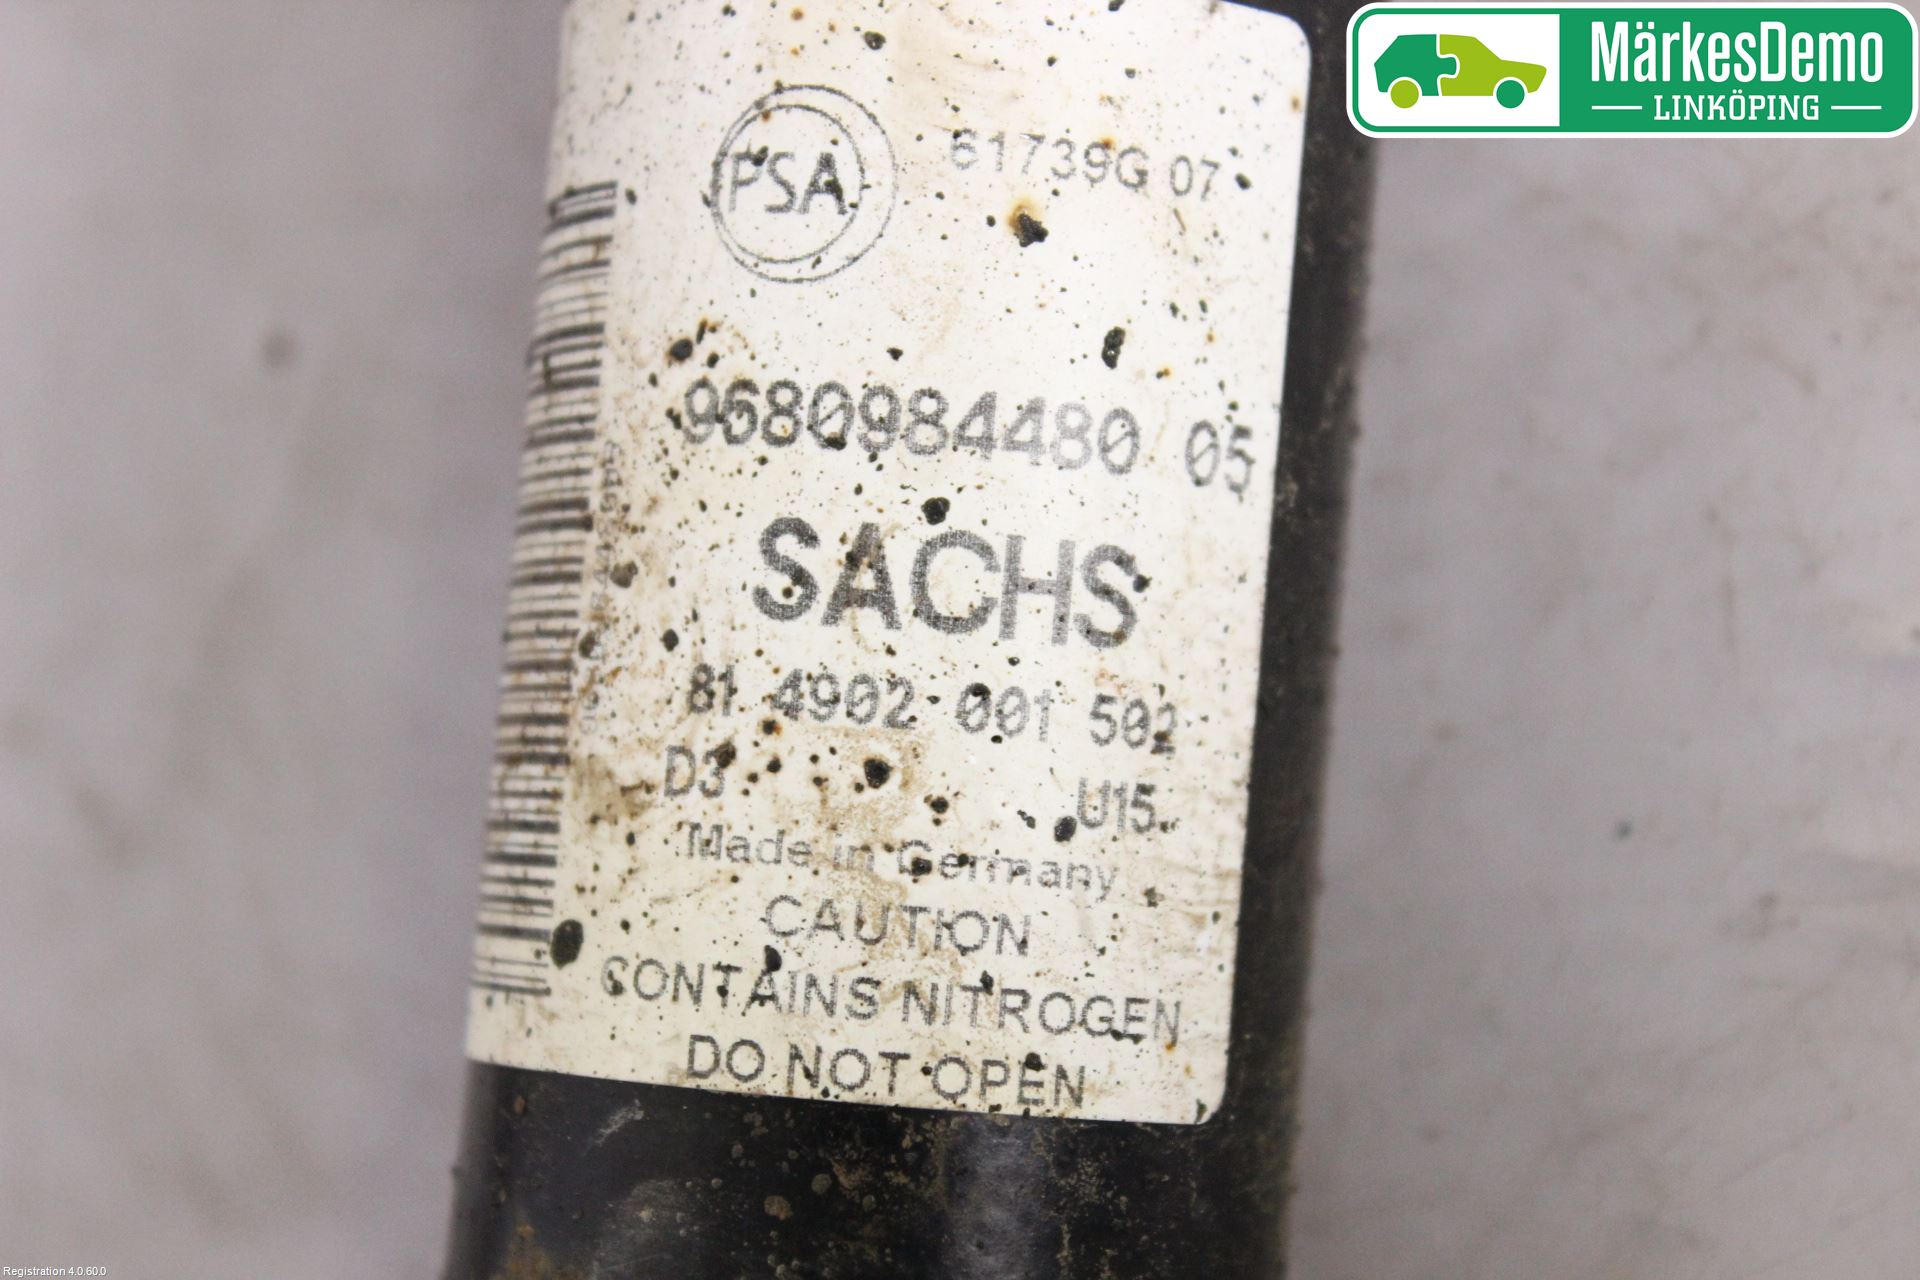 MärkesDemo
LINKÖPING
PSA
61739G 07
9680984480 05
SACHS
81 4902 001 502
D3 U15
Made in Germany
CAUTION
CONTAINS NITROGEN
DO NOT OPEN
Registration 4.0.60.0